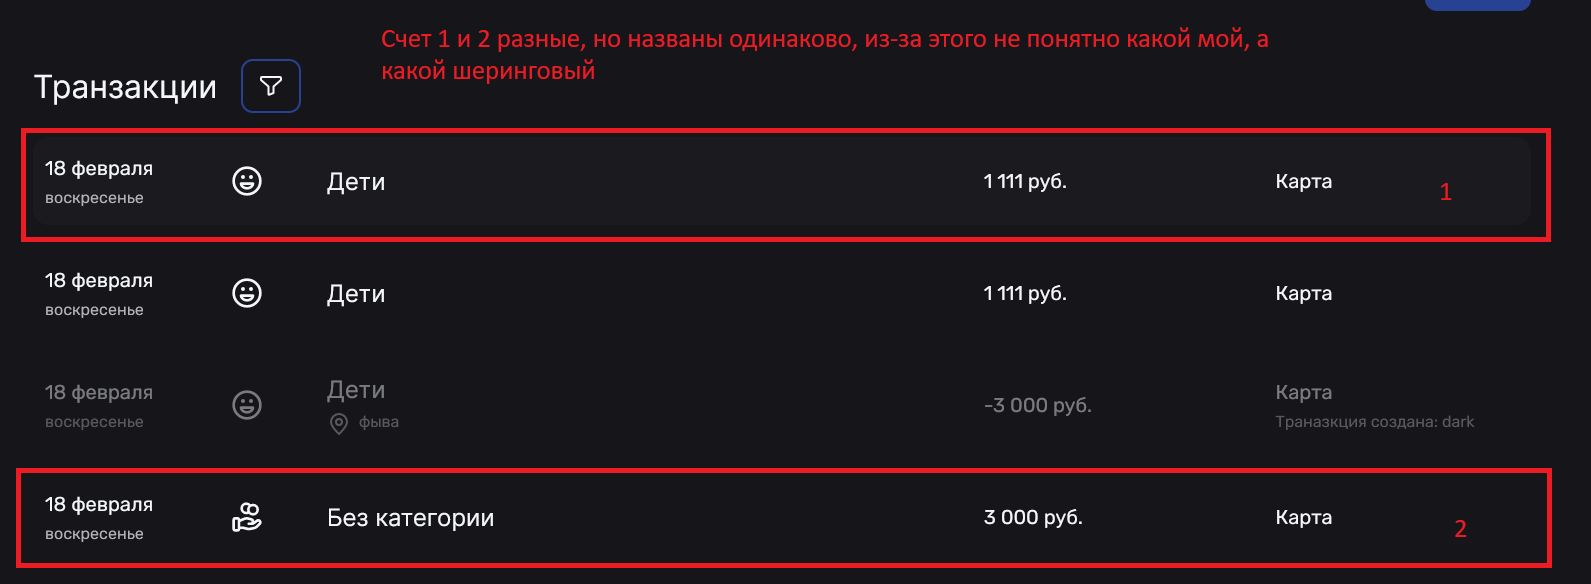 Счет 1 и 2 разные, но названы одинаково, из-за этого не понятно какой мой, а
какой шеринговый
Транзакции
18 февраля
воскресенье
Дети
1 111 руб.
Карта
1
18 февраля
воскресенье
Дети
1 111 руб.
Карта
18 февраля
воскресенье
Дети
фыва
-3 000 руб.
Карта
Траназкция создана: dark
18 февраля
воскресенье
Без категории
3 000 руб.
Карта
2